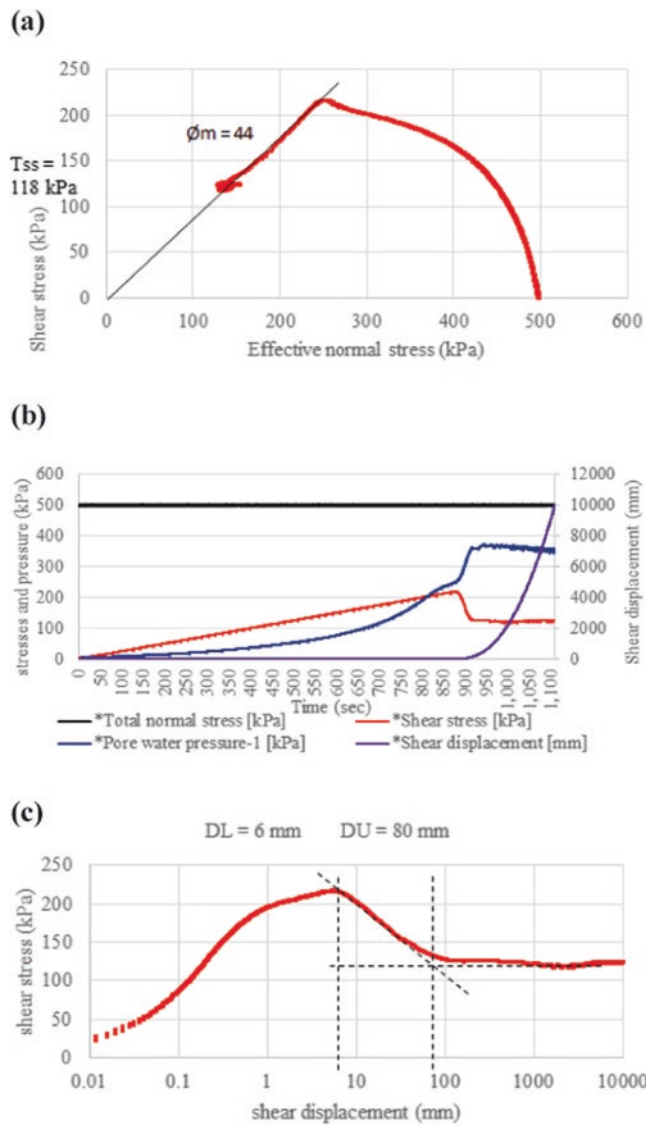 (a)
250
200
150
100
50
0
Shear stress (kPa)
Tss =
118 kPa
Øm = 44
0 100 200 300 400 500 600
Effective normal stress (kPa)
(b)
600
500
400
300
200
100
0
stresses and pressure (kPa)
12000
10000
8000
6000
4000
2000
0
Shear displacement (mm)
0 50 100 150 200 250 300 350 400 450 500 550 600 650 700 750 800 850 900 950 1,000 1,050 1,100
Time (sec)
*Total normal stress [kPa] *Shear stress [kPa]
*Pore water pressure-1 [kPa] *Shear displacement [mm]
(c)
DL = 6 mm DU = 80 mm
250
200
150
100
50
0
shear stress (kPa)
0.01 0.1 1 10 100 1000 10000
shear displacement (mm)